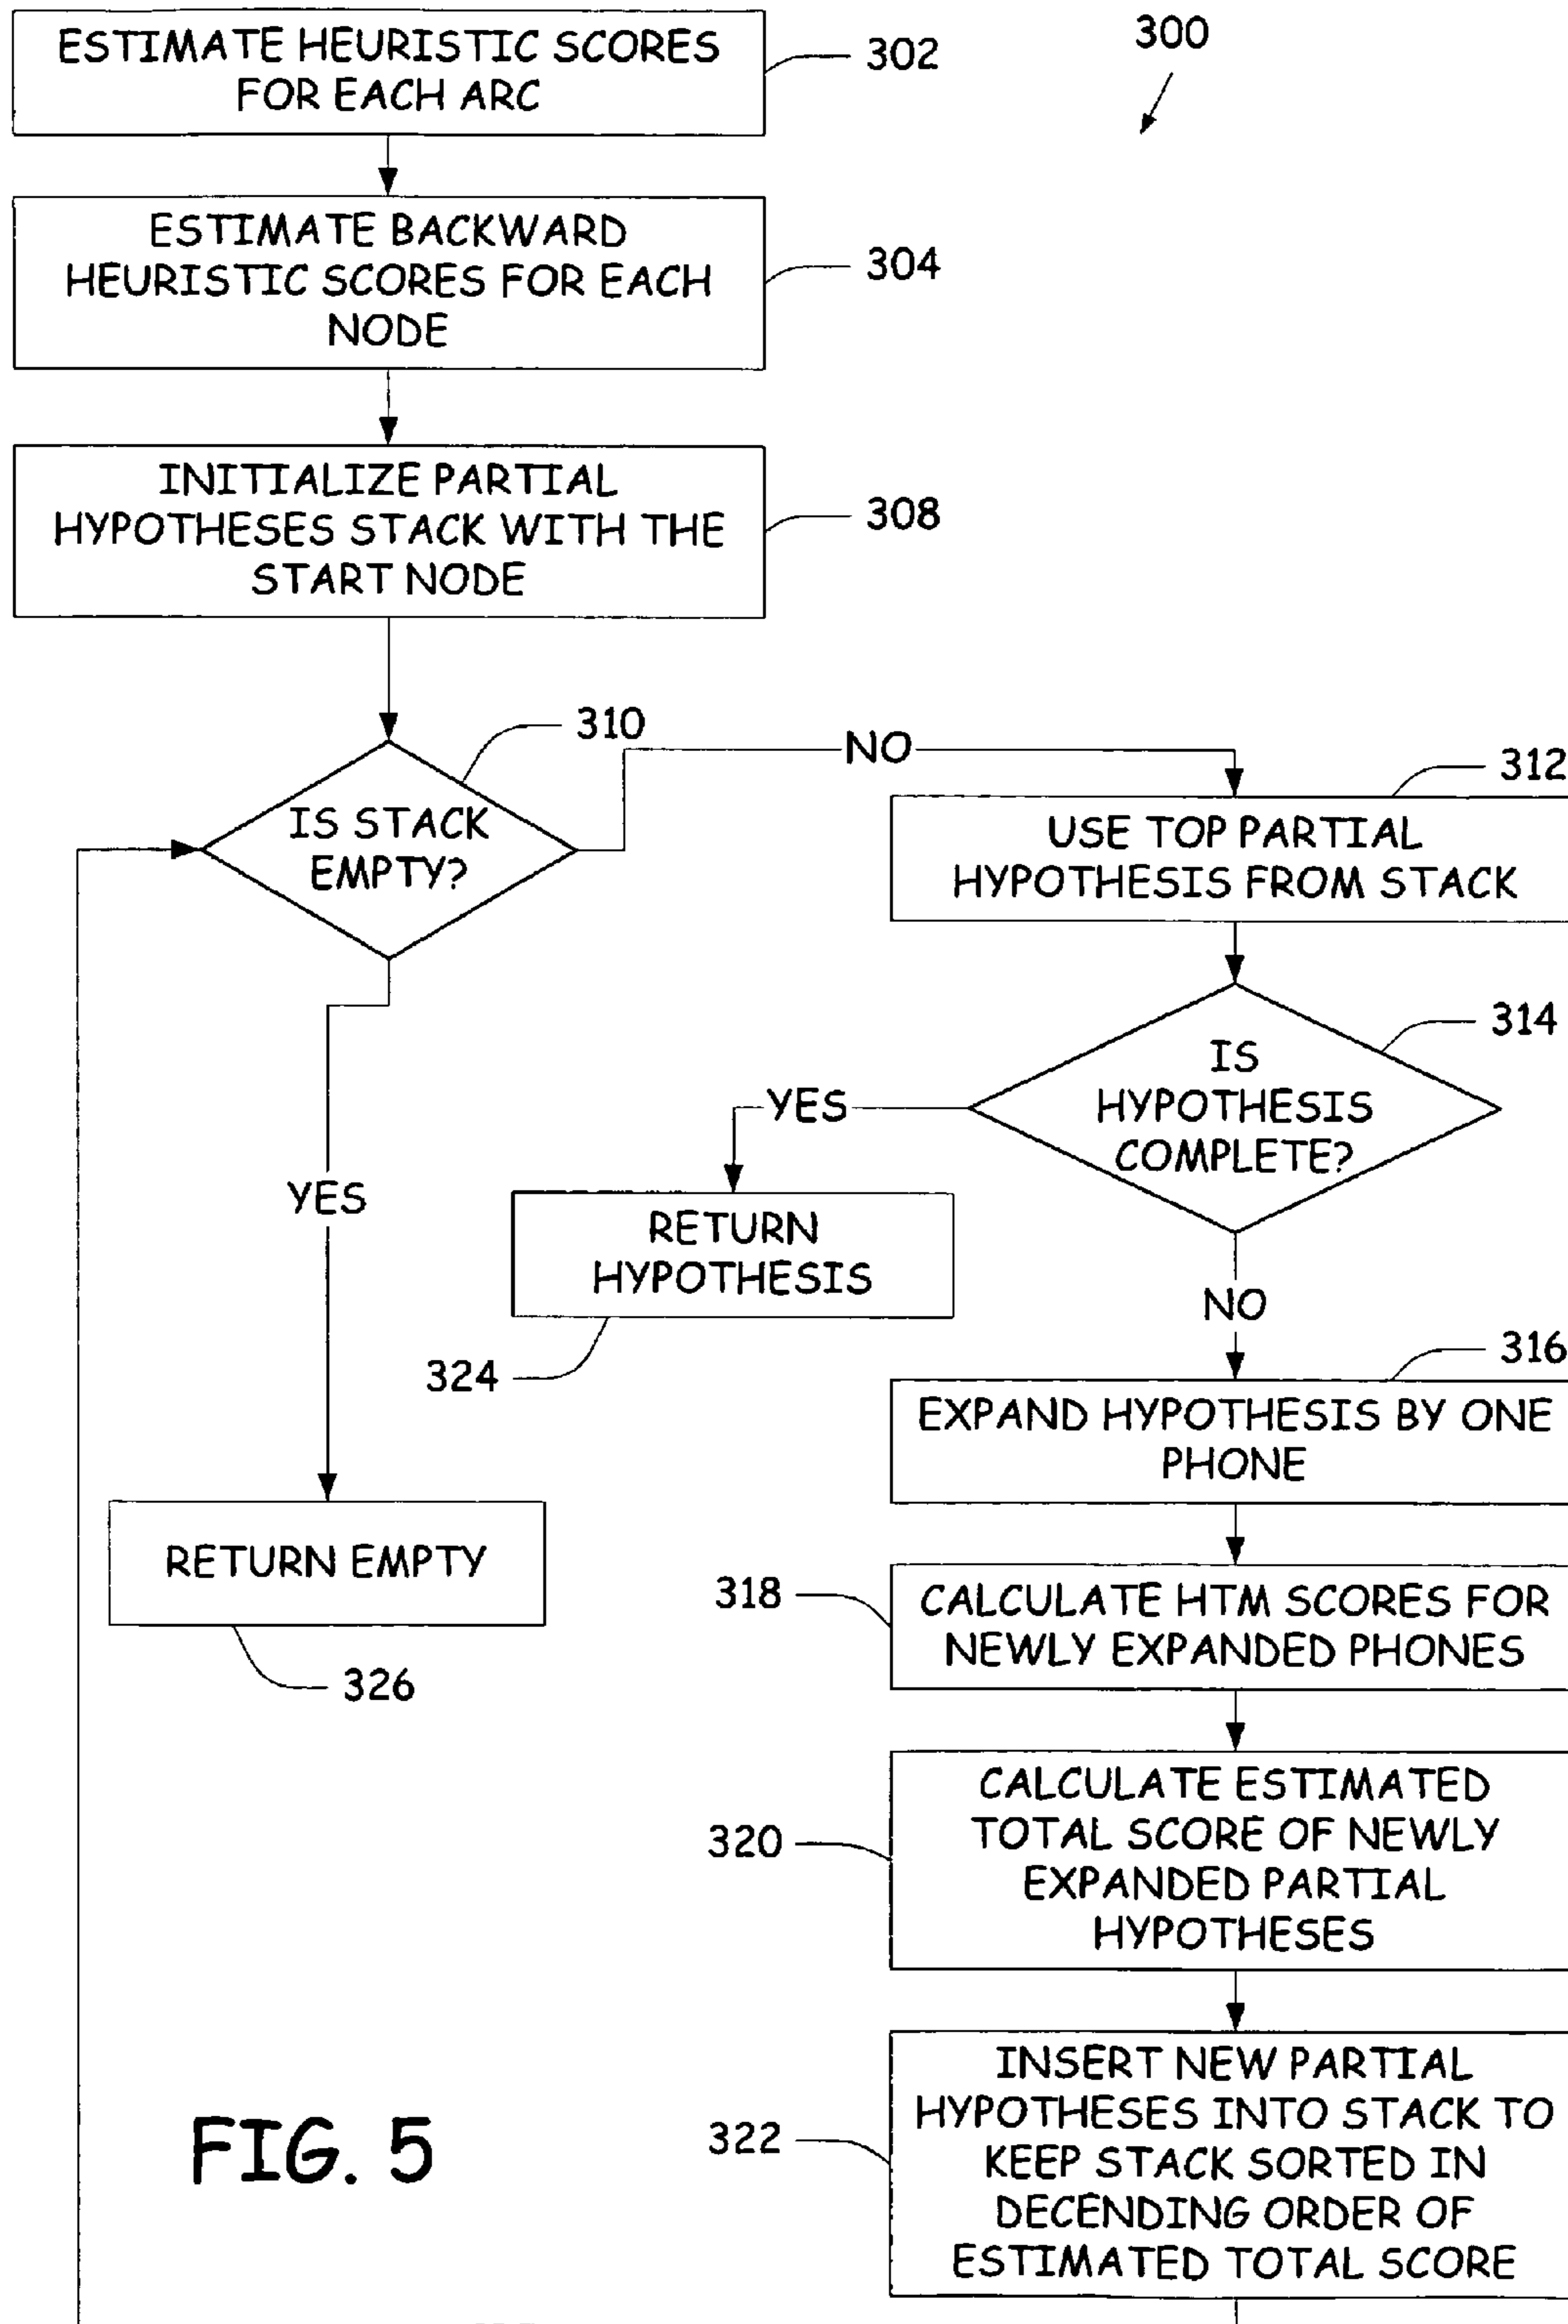 ESTIMATE HEURISTIC SCORES
FOR EACH ARC
302
300
ESTIMATE BACKWARD
HEURISTIC SCORES FOR EACH
NODE
304
INITIALIZE PARTIAL
HYPOTHESES STACK WITH THE
START NODE
308
310
IS STACK
EMPTY?
NO
312
USE TOP PARTIAL
HYPOTHESIS FROM STACK
314
IS
HYPOTHESIS
COMPLETE?
YES
RETURN
HYPOTHESIS
324
YES
NO
316
EXPAND HYPOTHESIS BY ONE
PHONE
RETURN EMPTY
326
318
CALCULATE HTM SCORES FOR
NEWLY EXPANDED PHONES
320
CALCULATE ESTIMATED
TOTAL SCORE OF NEWLY
EXPANDED PARTIAL
HYPOTHESES
322
INSERT NEW PARTIAL
HYPOTHESES INTO STACK TO
KEEP STACK SORTED IN
DECENDING ORDER OF
ESTIMATED TOTAL SCORE
FIG. 5